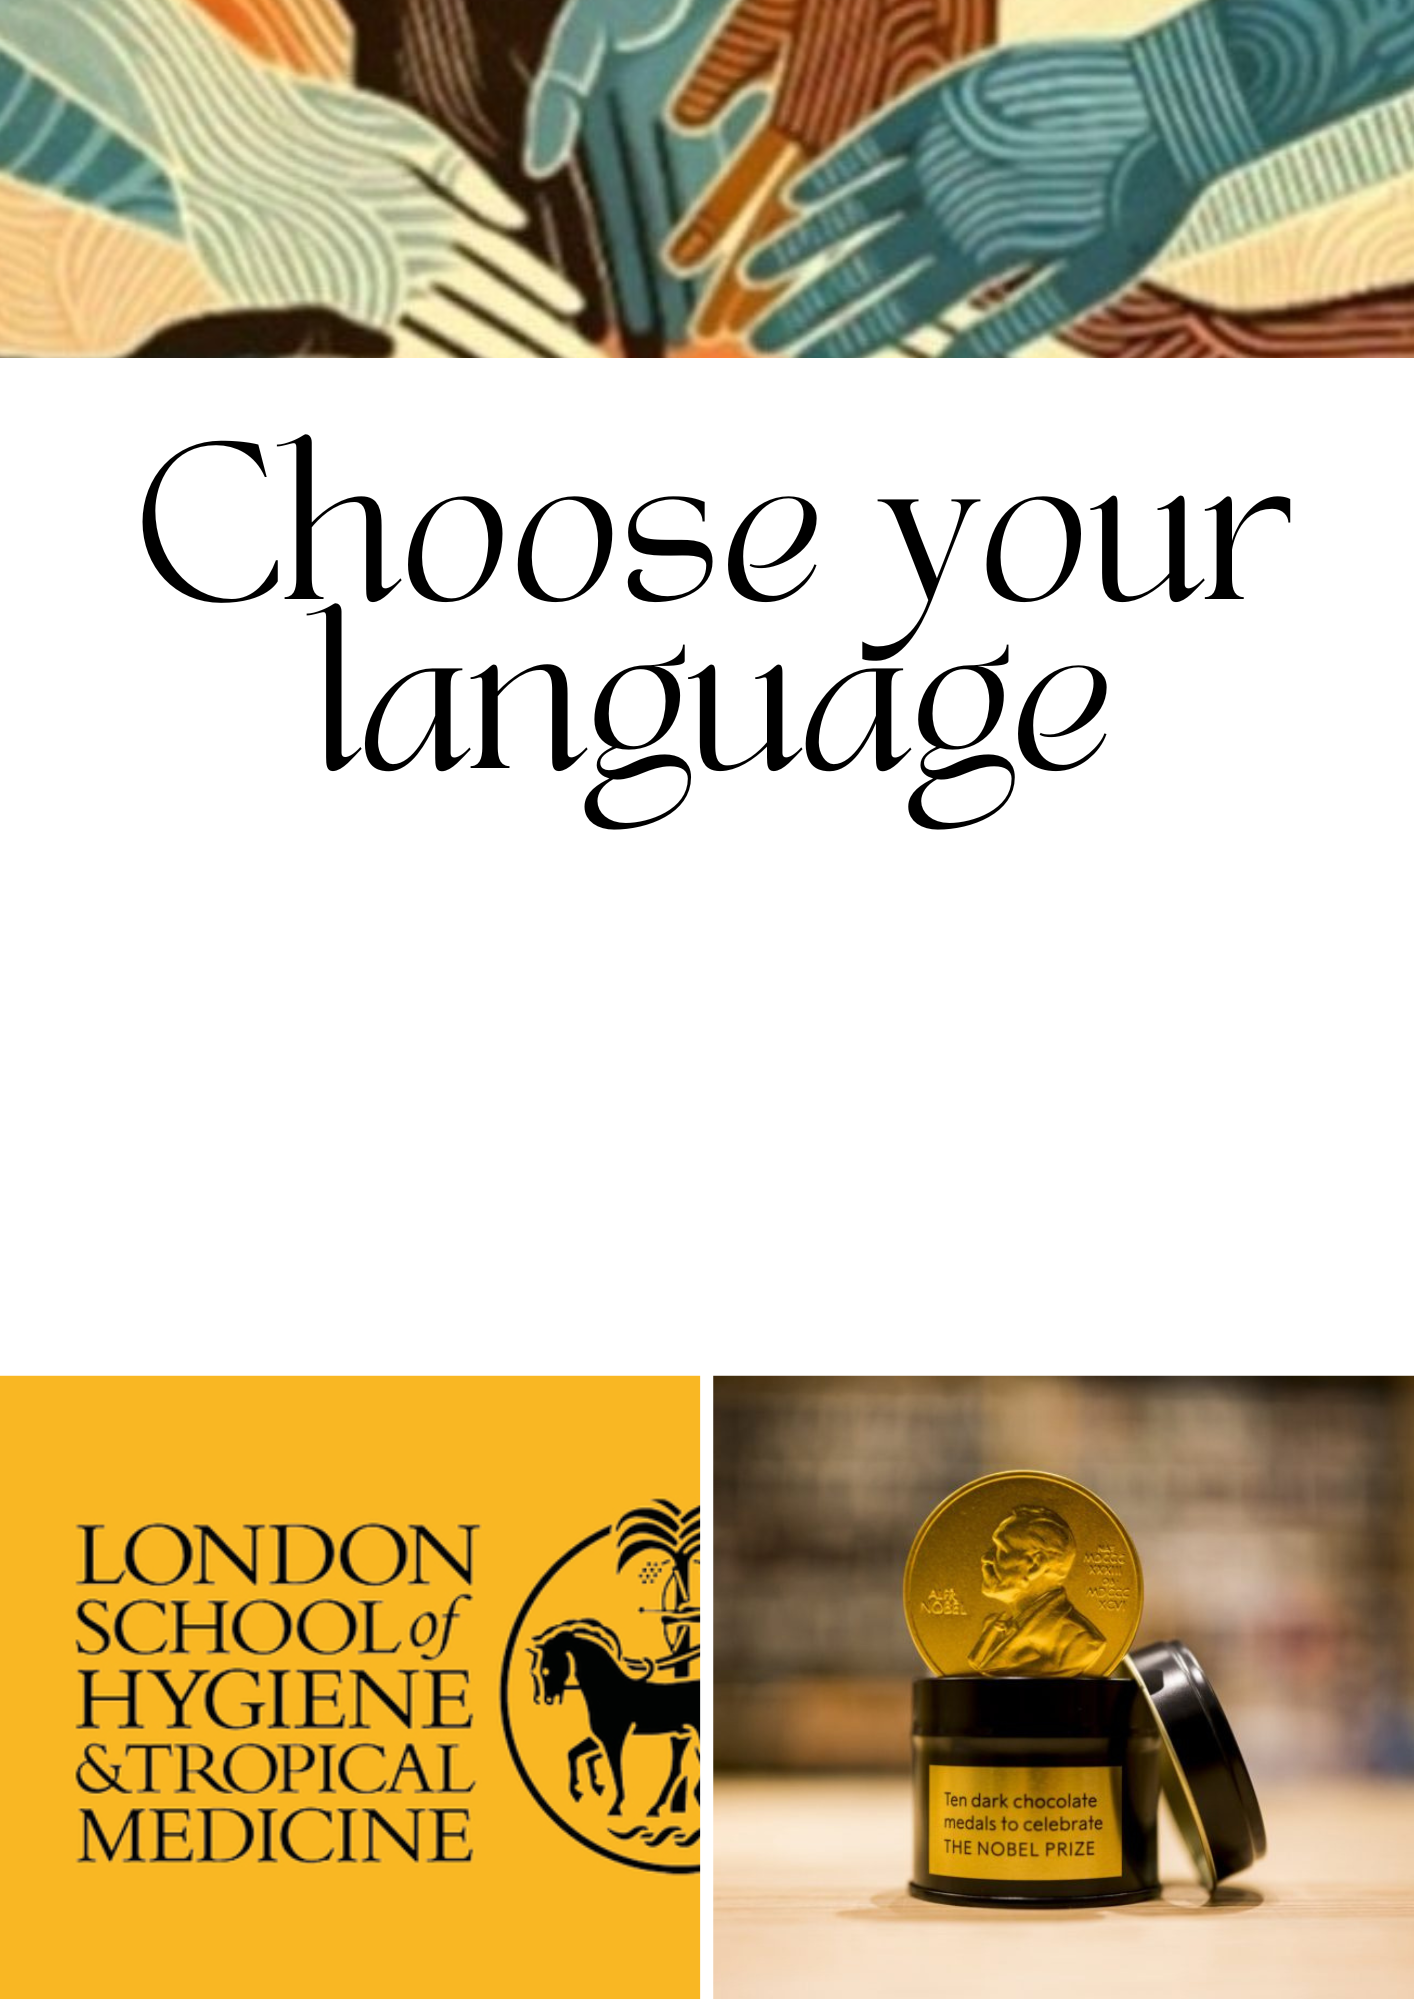 Choose your
language
LONDON
SCHOOL of
HYGIENE
& TROPICAL
MEDICINE
ALFR.
NOBEL
NAT.
MDCCC
XXXIII
OB.
MDCCC
XCVI
Ten dark chocolate
medals to celebrate
THE NOBEL PRIZE